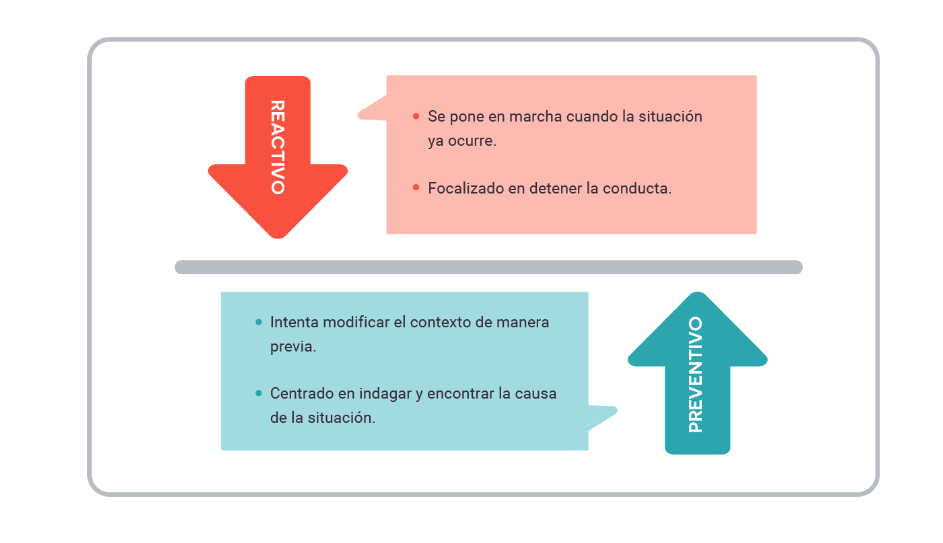 REACTIVO
Se pone en marcha cuando la situación
ya ocurre.
Focalizado en detener la conducta.
Intenta modificar el contexto de manera
previa.
Centrado en indagar y encontrar la causa
de la situación.
PREVENTIVO